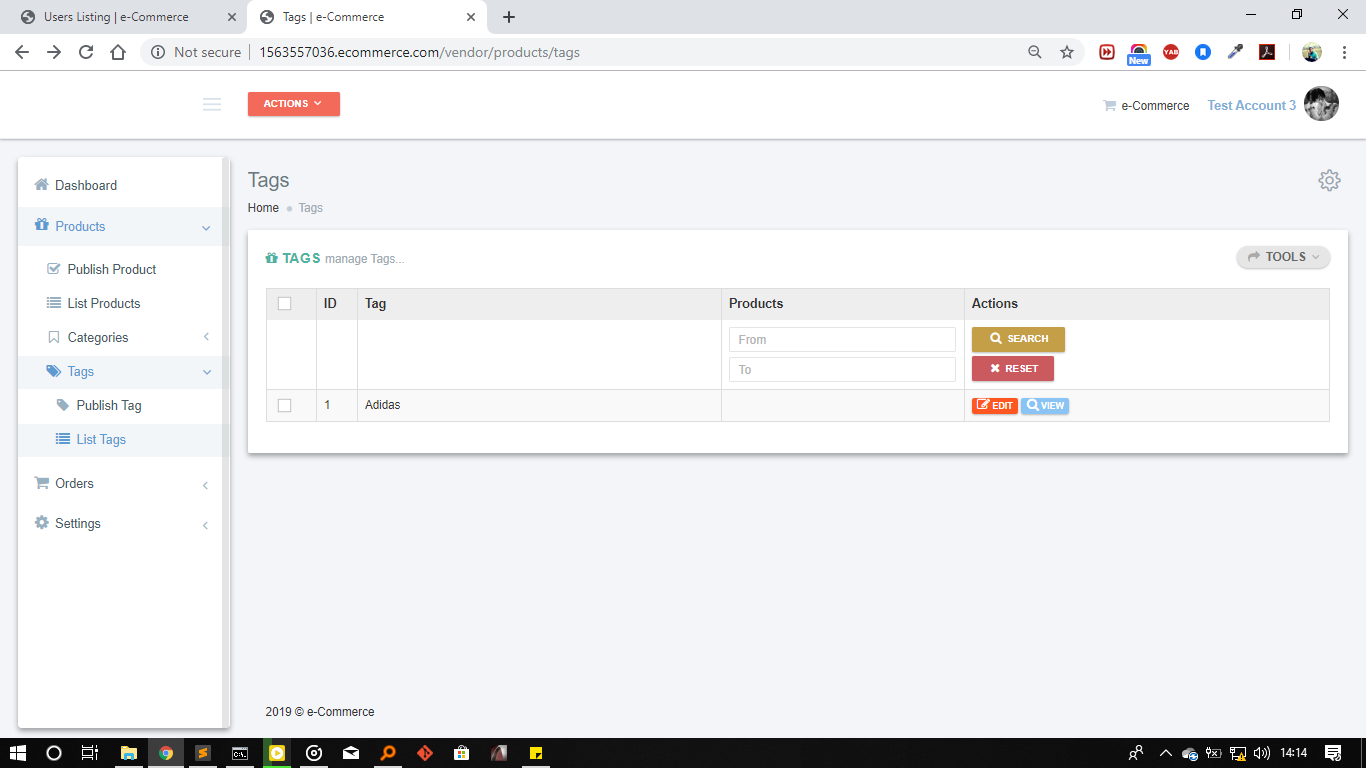 Users Listing | e-Commerce
Tags | e-Commerce
Not secure
1563557036.ecommerce.com/vendor/products/tags
YAB
New
ACTIONS
e-Commerce
Test Account 3
Dashboard
Products
Publish Product
List Products
Categories
Tags
Publish Tag
List Tags
Orders
Settings
Tags
Home
Tags
TAGS manage Tags...
TOOLS
ID Tag Products Actions
From
SEARCH
To
RESET
1 Adidas EDIT VIEW
2019 © e-Commerce
C:\.
14:14